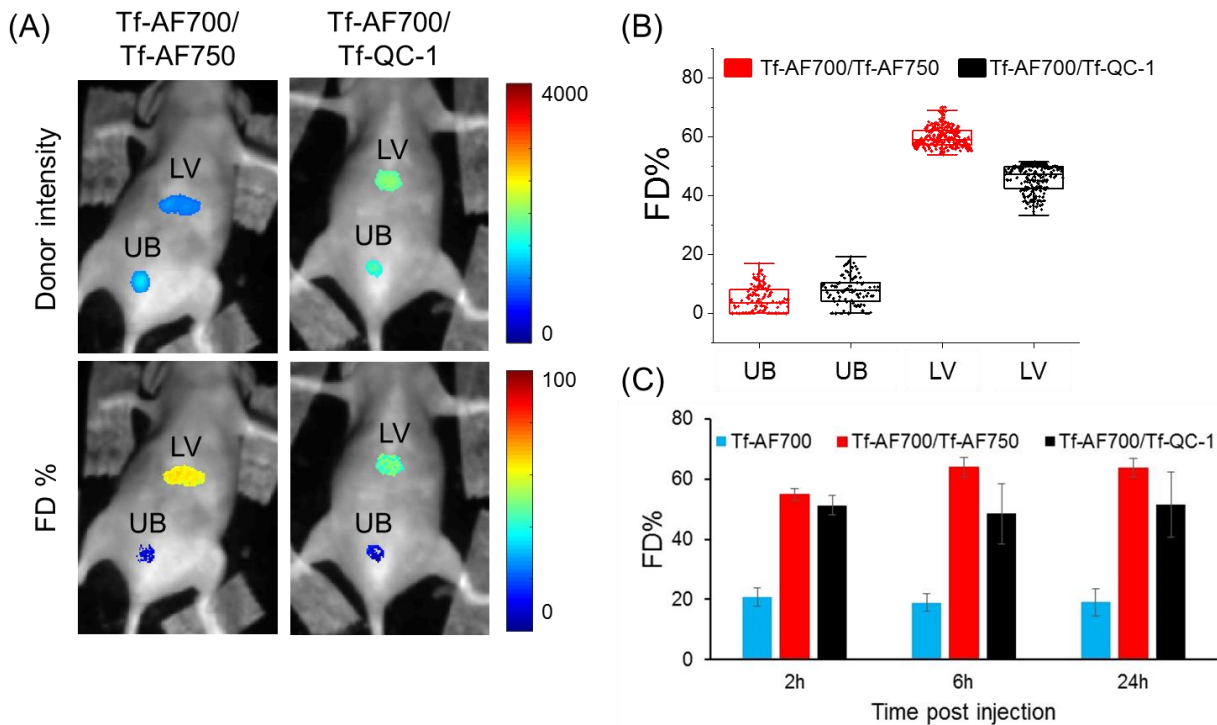 (A)
Tf-AF700/
Tf-AF750
Tf-AF700/
Tf-QC-1
Donor intensity
LV
UB
LV
UB
4000
0
FD %
LV
UB
LV
UB
100
0
(B)
FD%
80
60
40
20
0
Tf-AF700/Tf-AF750
Tf-AF700/Tf-QC-1
UB
UB
LV
LV
(C)
FD%
80
60
40
20
0
Tf-AF700
Tf-AF700/Tf-AF750
Tf-AF700/Tf-QC-1
2h
6h
24h
Time post injection